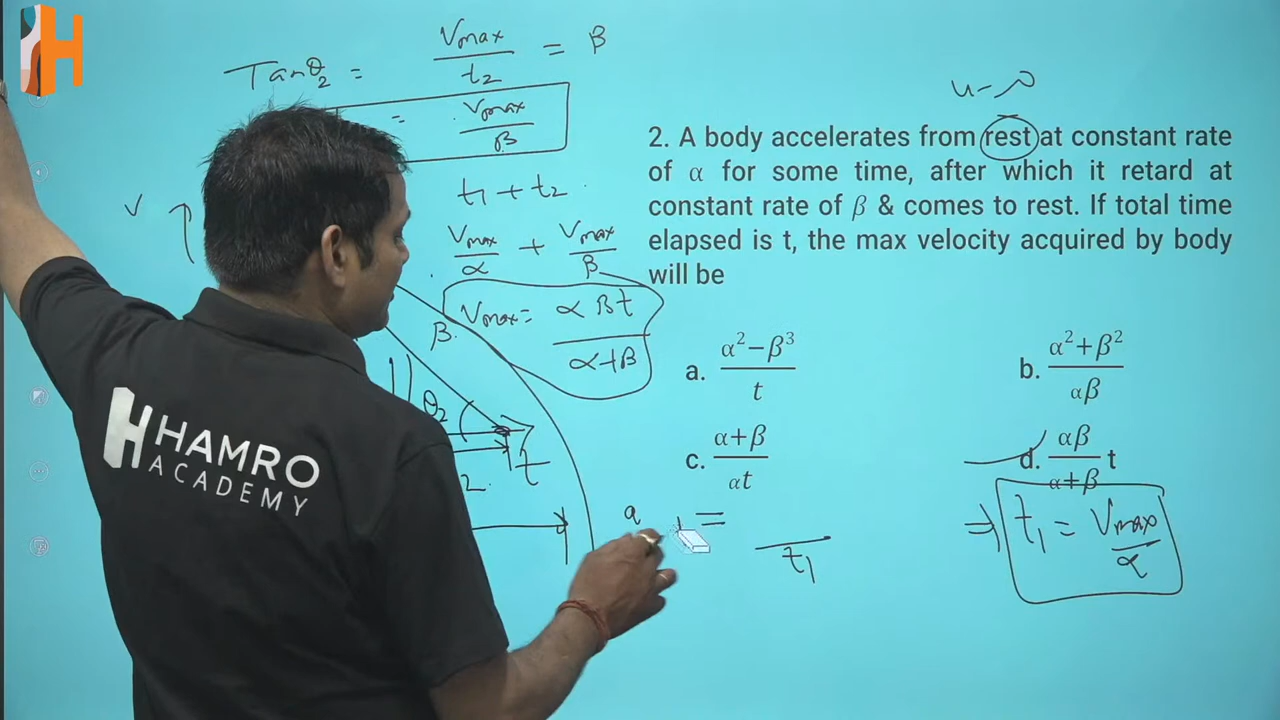 Tanθ₂ = Vmax/t₂ = β
= Vmax/β
t₁ + t₂
Vmax/α + Vmax/β
Vmax = αβt/α+β
V
β
θ₂
t
2
u-0
2. A body accelerates from rest at constant rate
of α for some time, after which it retard at
constant rate of β & comes to rest. If total time
elapsed is t, the max velocity acquired by body
will be
a. α²−β³/t
b. α²+β²/αβ
c. α+β/αt
d. αβ/α+β t
a = /t₁
⇒ t₁ = Vmax/α
HAMRO
ACADEMY